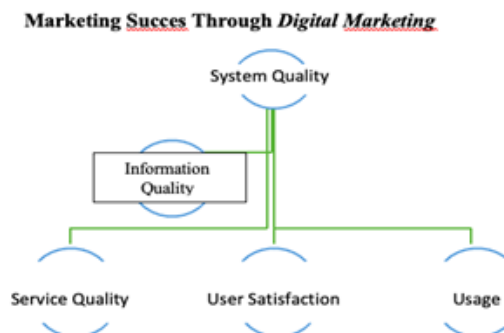 Marketing Succes Through Digital Marketing
System Quality
Information
Quality
Service Quality
User Satisfaction
Usage